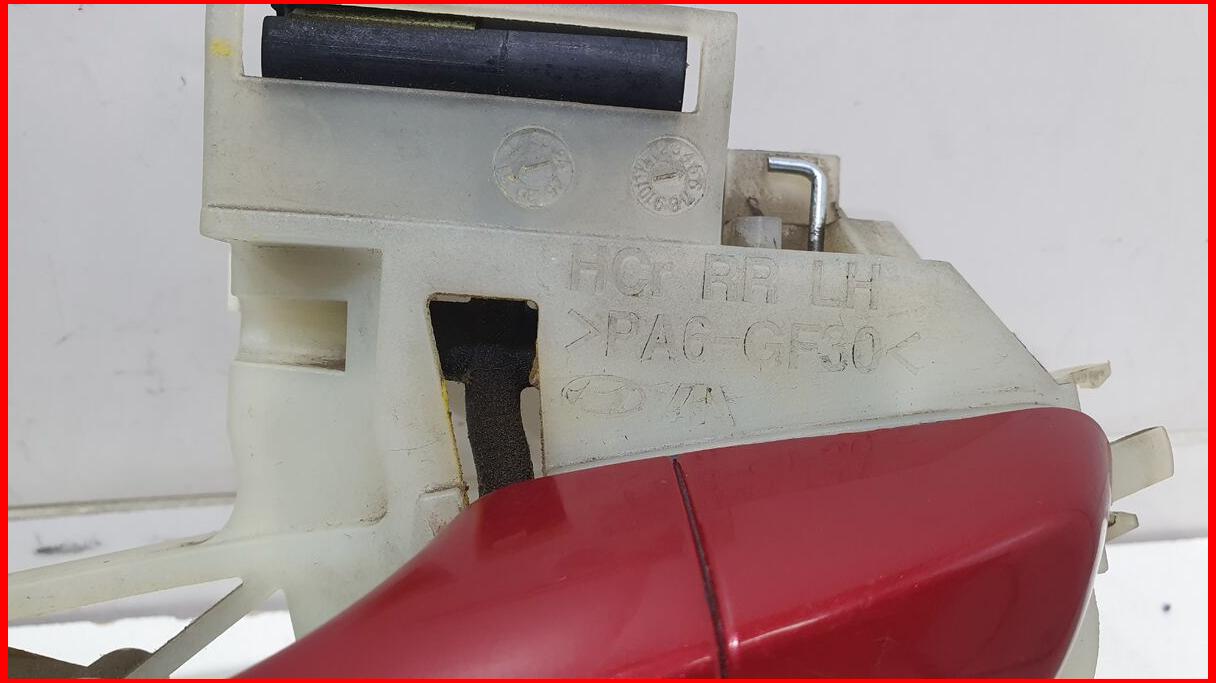 HCr RR LH
>PA6-GF30<